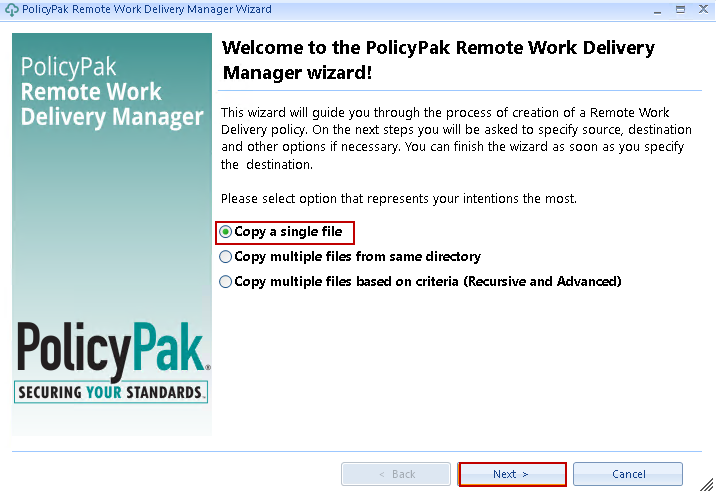 PolicyPak Remote Work Delivery Manager Wizard
PolicyPak
Remote Work
Delivery Manager
PolicyPak®
SECURING YOUR STANDARDS™
Welcome to the PolicyPak Remote Work Delivery
Manager wizard!
This wizard will guide you through the process of creation of a Remote Work
Delivery policy. On the next steps you will be asked to specify source, destination
and other options if necessary. You can finish the wizard as soon as you specify
the destination.
Please select option that represents your intentions the most.
Copy a single file
Copy multiple files from same directory
Copy multiple files based on criteria (Recursive and Advanced)
< Back
Next >
Cancel